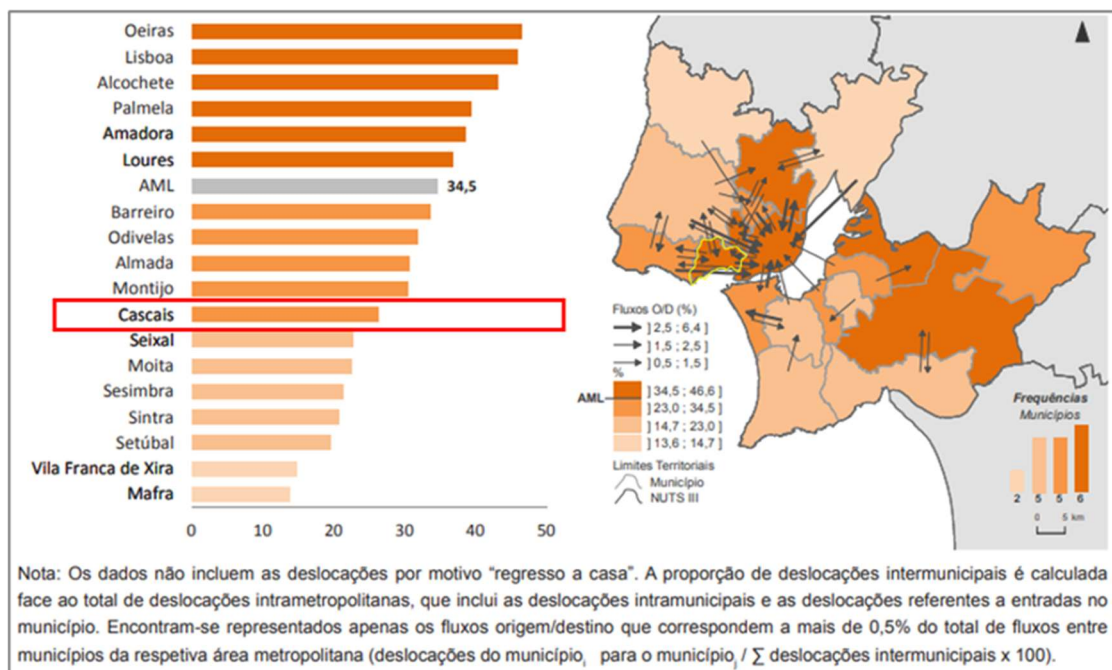 Oeiras
Lisboa
Alcochete
Palmela
Amadora
Loures
AML 34,5
Barreiro
Odivelas
Almada
Montijo
Cascais
Seixal
Moita
Sesimbra
Sintra
Setúbal
Vila Franca de Xira
Mafra
0 10 20 30 40 50
Fluxos O/D (%)
] 2,5 ; 6,4 ]
] 1,5 ; 2,5 ]
] 0,5 ; 1,5 ]
%
] 34,5 ; 46,6 ]
AML
] 23,0 ; 34,5 ]
] 14,7 ; 23,0 ]
] 13,6 ; 14,7 ]
Limites Territoriais
Município
NUTS III
Frequências
Municípios
2 5 5 6
0 5 km
Nota: Os dados não incluem as deslocações por motivo “regresso a casa”. A proporção de deslocações intermunicipais é calculada
face ao total de deslocações intrametropolitanas, que inclui as deslocações intramunicipais e as deslocações referentes a entradas no
município. Encontram-se representados apenas os fluxos origem/destino que correspondem a mais de 0,5% do total de fluxos entre
municípios da respetiva área metropolitana (deslocações do município i para o município j / ∑ deslocações intermunicipais x 100).